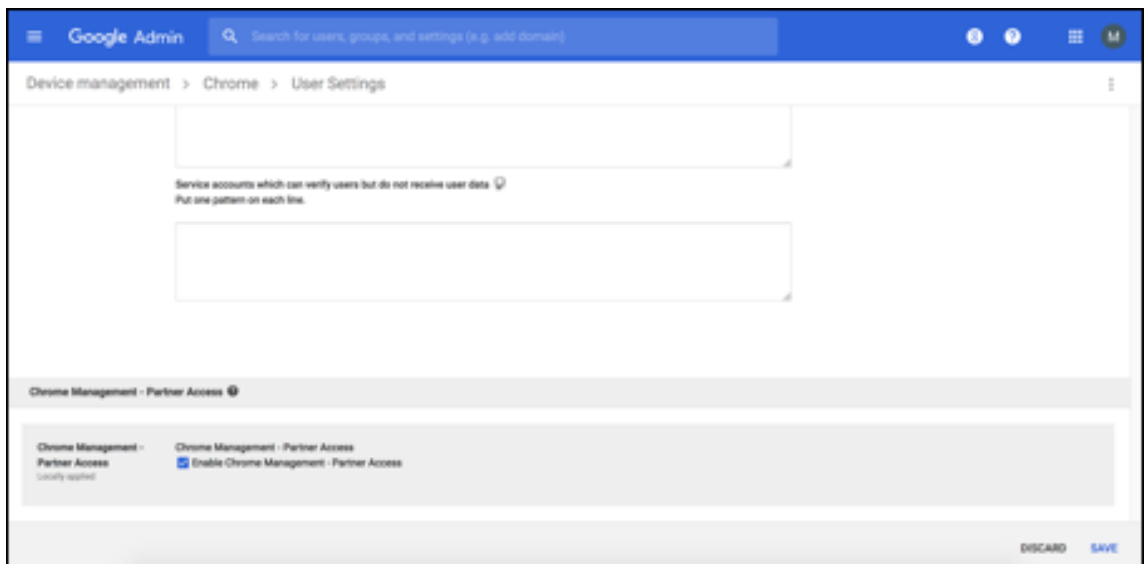 Google Admin
Search for users, groups, and settings (e.g. add domain)
M
Device management > Chrome > User Settings
Service accounts which can verify users but do not receive user data
Put one pattern on each line.
Chrome Management - Partner Access
Chrome Management - Partner Access
Locally applied
Chrome Management - Partner Access
Enable Chrome Management - Partner Access
DISCARD SAVE